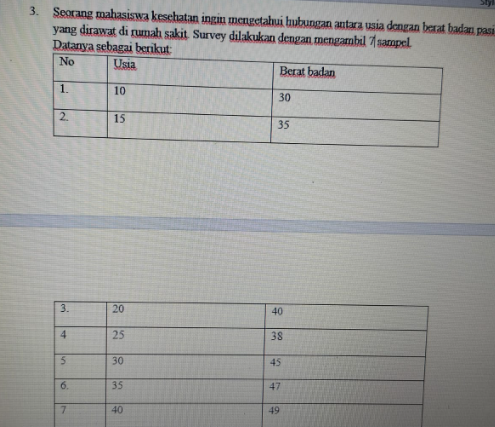 3. Seorang mahasiswa kesehatan ingin mengetahui hubungan antara usia dengan berat badan
yang dirawat di rumah sakit. Survey dilakukan dengan mengambil 7 sampel.
Datanya sebagai berikut:
No Usia Berat badan
1. 10 30
2. 15 35
3. 20 40
4 25 38
5 30 45
6. 35 47
7 40 49